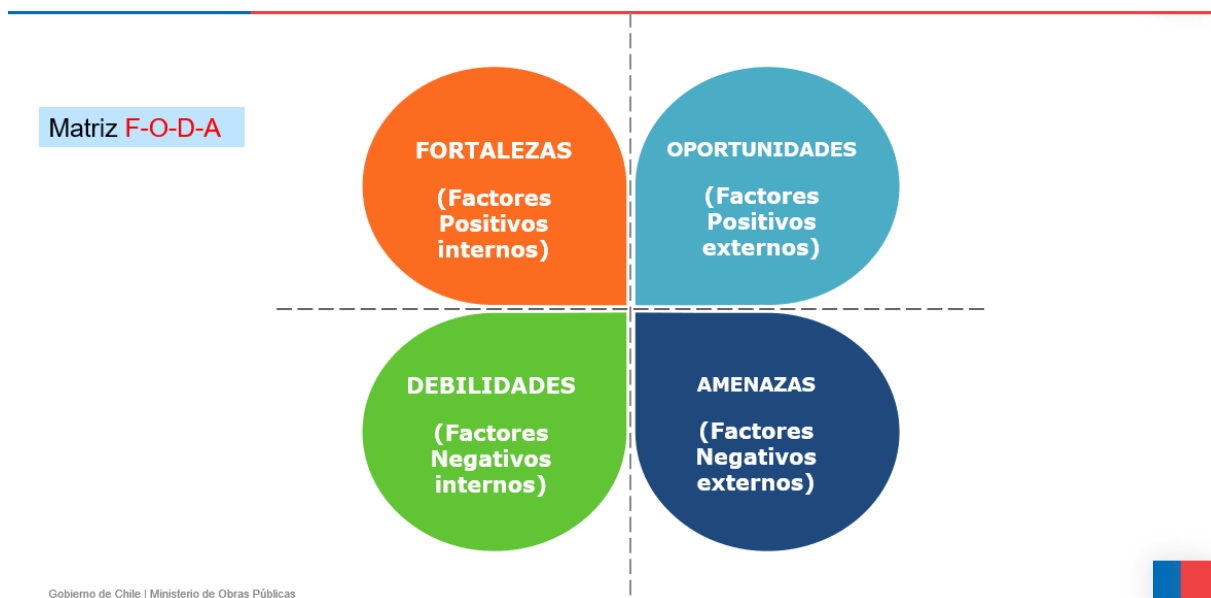 Matriz F-O-D-A
FORTALEZAS
(Factores
Positivos
internos)
OPORTUNIDADES
(Factores
Positivos
externos)
DEBILIDADES
(Factores
Negativos
internos)
AMENAZAS
(Factores
Negativos
externos)
Gobierno de Chile | Ministerio de Obras Públicas